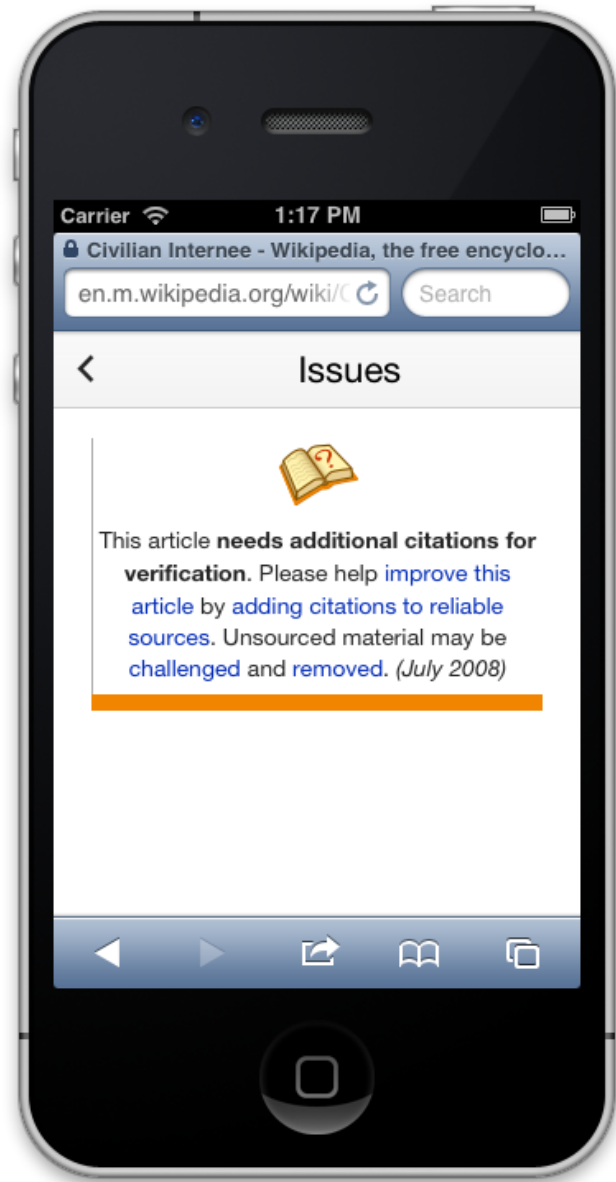 Carrier 1:17 PM
Civilian Internee - Wikipedia, the free encyclo...
en.m.wikipedia.org/wiki/ Search
Issues
?
This article needs additional citations for
verification. Please help improve this
article by adding citations to reliable
sources. Unsourced material may be
challenged and removed. (July 2008)